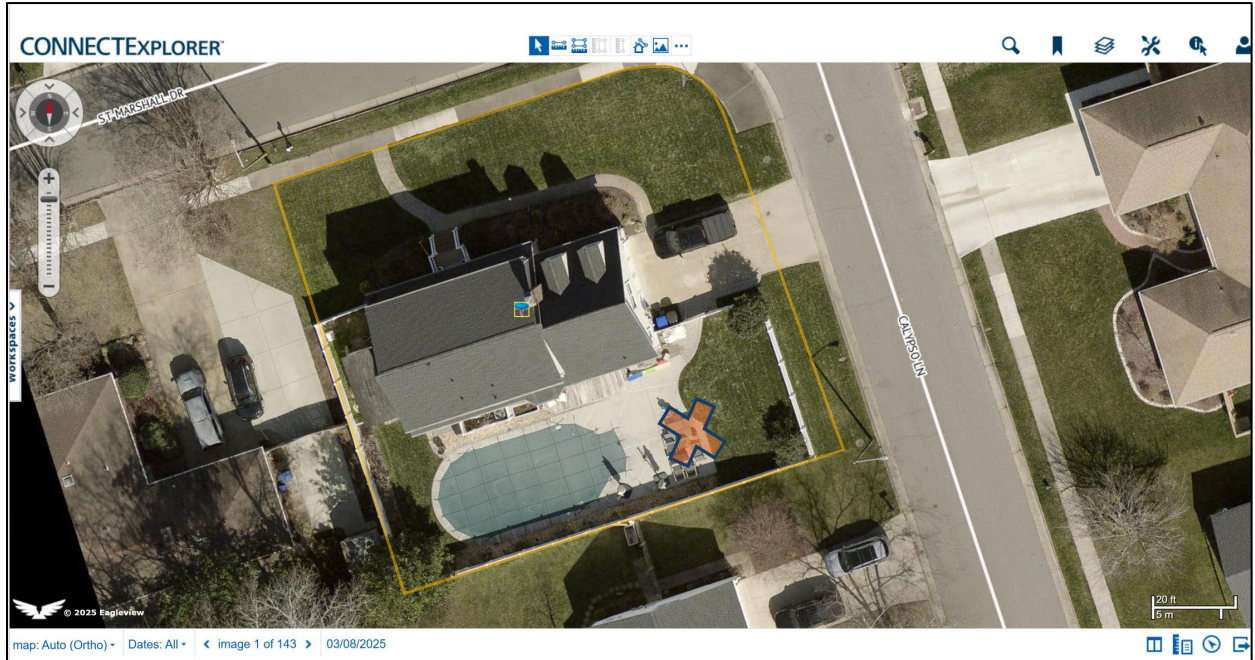 CONNECTEXPLORER™
ST MARSHALL DR
CALYPSO LN
workspaces
20 ft
5 m
© 2025 Eagleview
map: Auto (Ortho) Dates: All image 1 of 143 03/08/2025